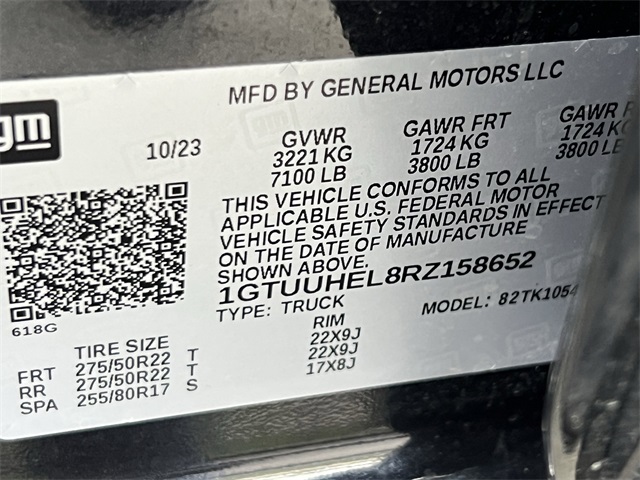 MFD BY GENERAL MOTORS LLC
gm
10/23
GVWR GAWR FRT GAWR
3221 KG 1724 KG 1724 KG
7100 LB 3800 LB 3800 LB
THIS VEHICLE CONFORMS TO ALL
APPLICABLE U.S. FEDERAL MOTOR
VEHICLE SAFETY STANDARDS IN EFFECT
ON THE DATE OF MANUFACTURE
SHOWN ABOVE.
1GTUUHEL8RZ158652
TYPE: TRUCK MODEL: 82TK1054
618G
TIRE SIZE RIM
FRT 275/50R22 T 22X9J
RR 275/50R22 T 22X9J
SPA 255/80R17 S 17X8J